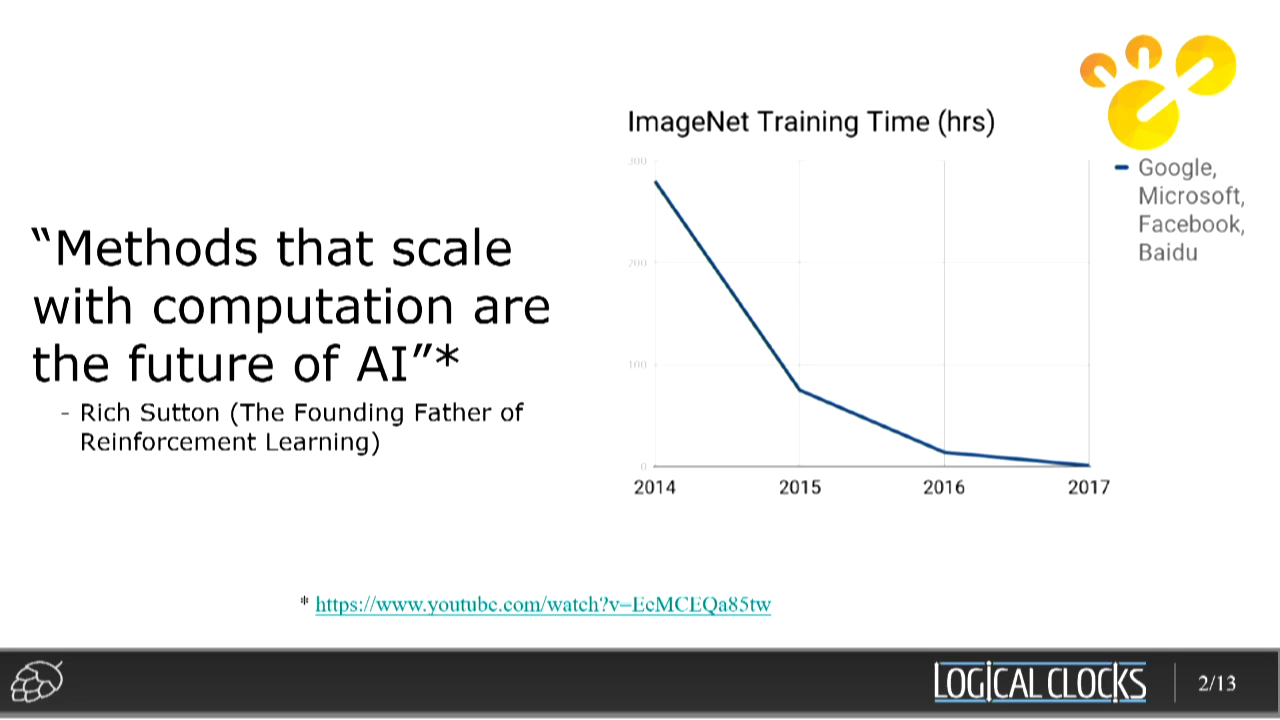 “Methods that scale
with computation are
the future of AI”*
- Rich Sutton (The Founding Father of
Reinforcement Learning)
ImageNet Training Time (hrs)
300
200
100
0
2014 2015 2016 2017
Google,
Microsoft,
Facebook,
Baidu
* https://www.youtube.com/watch?v=EeMCEQa85tw
LOGICAL CLOCKS
2/13